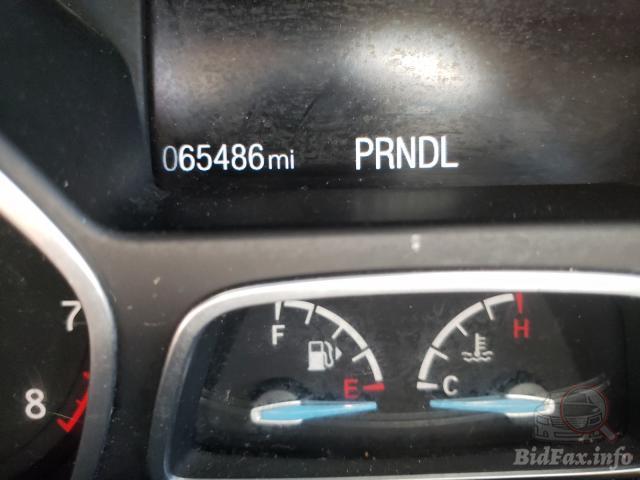 065486mi PRNDL
7
8
F
E
H
C
BidFax.info